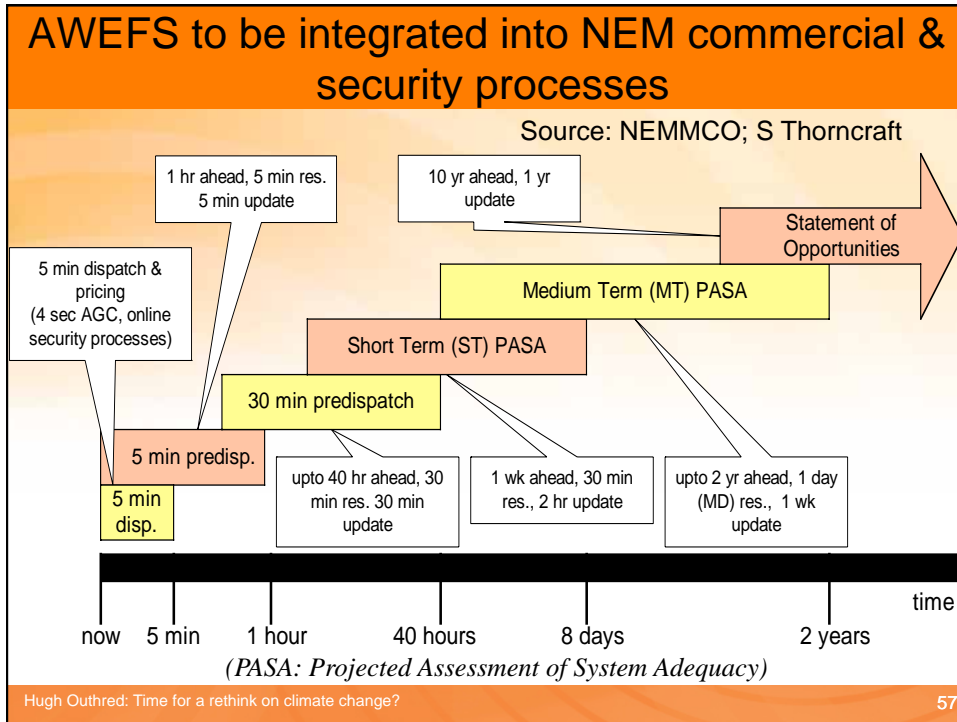 AWEFS to be integrated into NEM commercial &
security processes
Source: NEMMCO; S Thorncraft
1 hr ahead, 5 min res.
5 min update
10 yr ahead, 1 yr
update
Statement of
Opportunities
5 min dispatch &
pricing
(4 sec AGC, online
security processes)
Medium Term (MT) PASA
Short Term (ST) PASA
30 min predispatch
5 min predisp.
5 min
disp.
upto 40 hr ahead, 30
min res. 30 min
update
1 wk ahead, 30 min
res., 2 hr update
upto 2 yr ahead, 1 day
(MD) res., 1 wk
update
time
now
5 min
1 hour
40 hours
8 days
2 years
(PASA: Projected Assessment of System Adequacy)
Hugh Outhred: Time for a rethink on climate change?
57